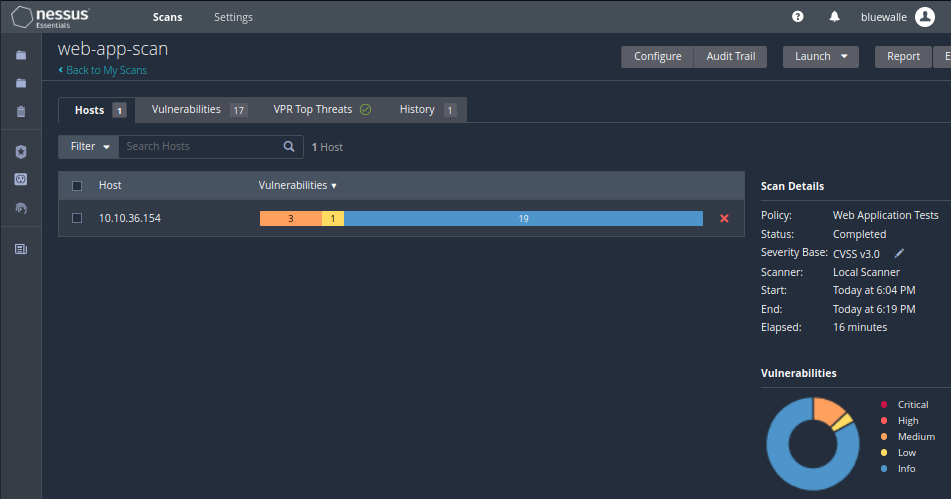 nessus
Essentials
Scans
Settings
bluewalle
web-app-scan
Back to My Scans
Configure
Audit Trail
Launch
Report
Hosts 1
Vulnerabilities 17
VPR Top Threats
History 1
Filter
Search Hosts
1 Host
Host
Vulnerabilities
10.10.36.154
3
1
19
Scan Details
Policy: Web Application Tests
Status: Completed
Severity Base: CVSS v3.0
Scanner: Local Scanner
Start: Today at 6:04 PM
End: Today at 6:19 PM
Elapsed: 16 minutes
Vulnerabilities
Critical
High
Medium
Low
Info